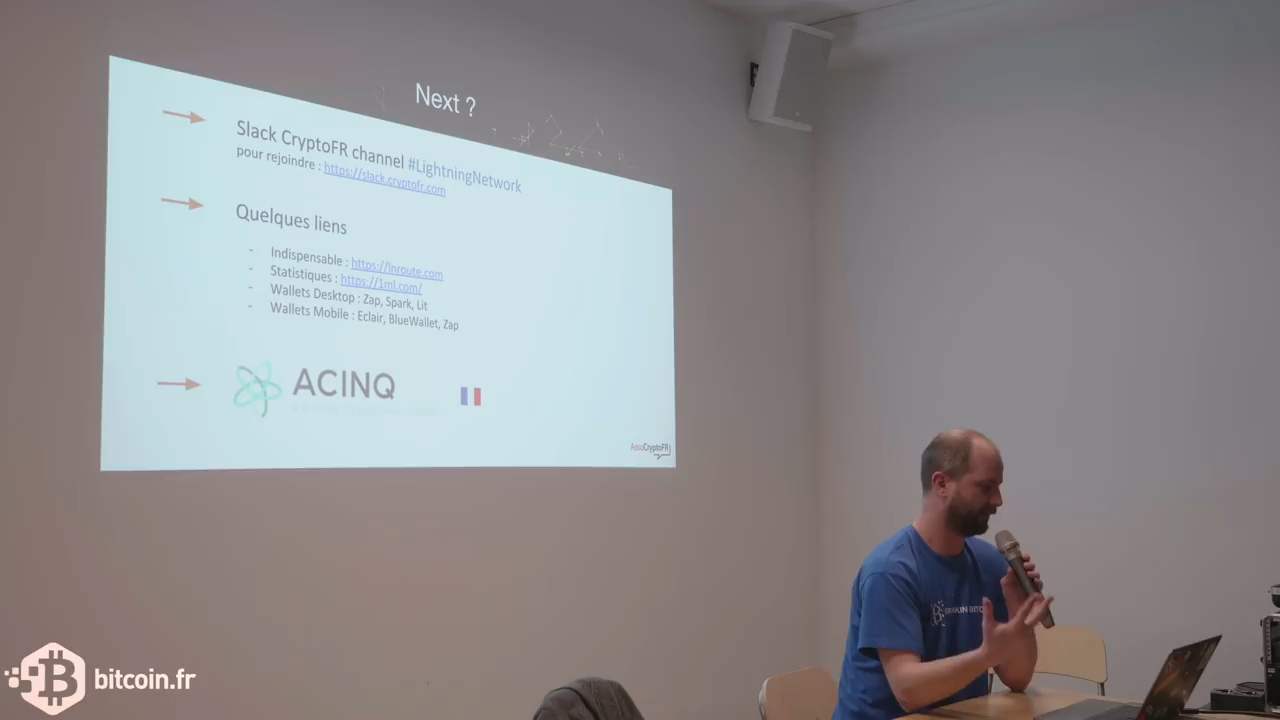 Next ?
Slack CryptoFR channel #LightningNetwork
pour rejoindre : https://slack.cryptofr.com
Quelques liens
- Indispensable : https://lnroute.com
- Statistiques : https://1ml.com/
- Wallets Desktop : Zap, Spark, Lit
- Wallets Mobile : Eclair, BlueWallet, Zap
ACINQ
AssoCryptoFR
bitcoin.fr